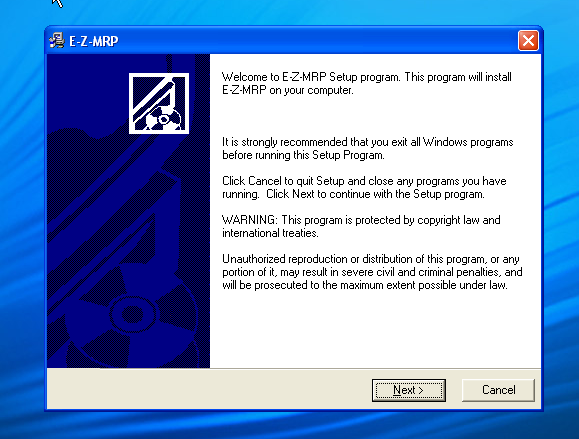 E-Z-MRP
Welcome to E-Z-MRP Setup program. This program will install
E-Z-MRP on your computer.
It is strongly recommended that you exit all Windows programs
before running this Setup Program.
Click Cancel to quit Setup and close any programs you have
running. Click Next to continue with the Setup program.
WARNING: This program is protected by copyright law and
international treaties.
Unauthorized reproduction or distribution of this program, or any
portion of it, may result in severe civil and criminal penalties, and
will be prosecuted to the maximum extent possible under law.
Next >
Cancel